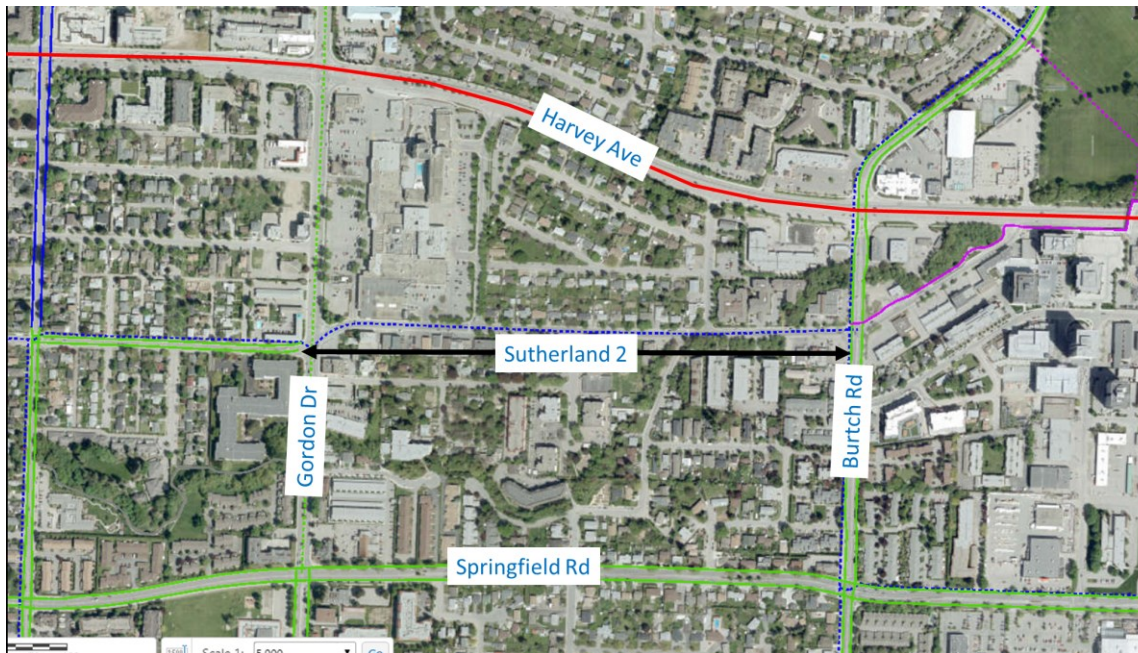 Harvey Ave
Sutherland 2
Gordon Dr
Burtch Rd
Springfield Rd
Scale 1: 5,000
Go